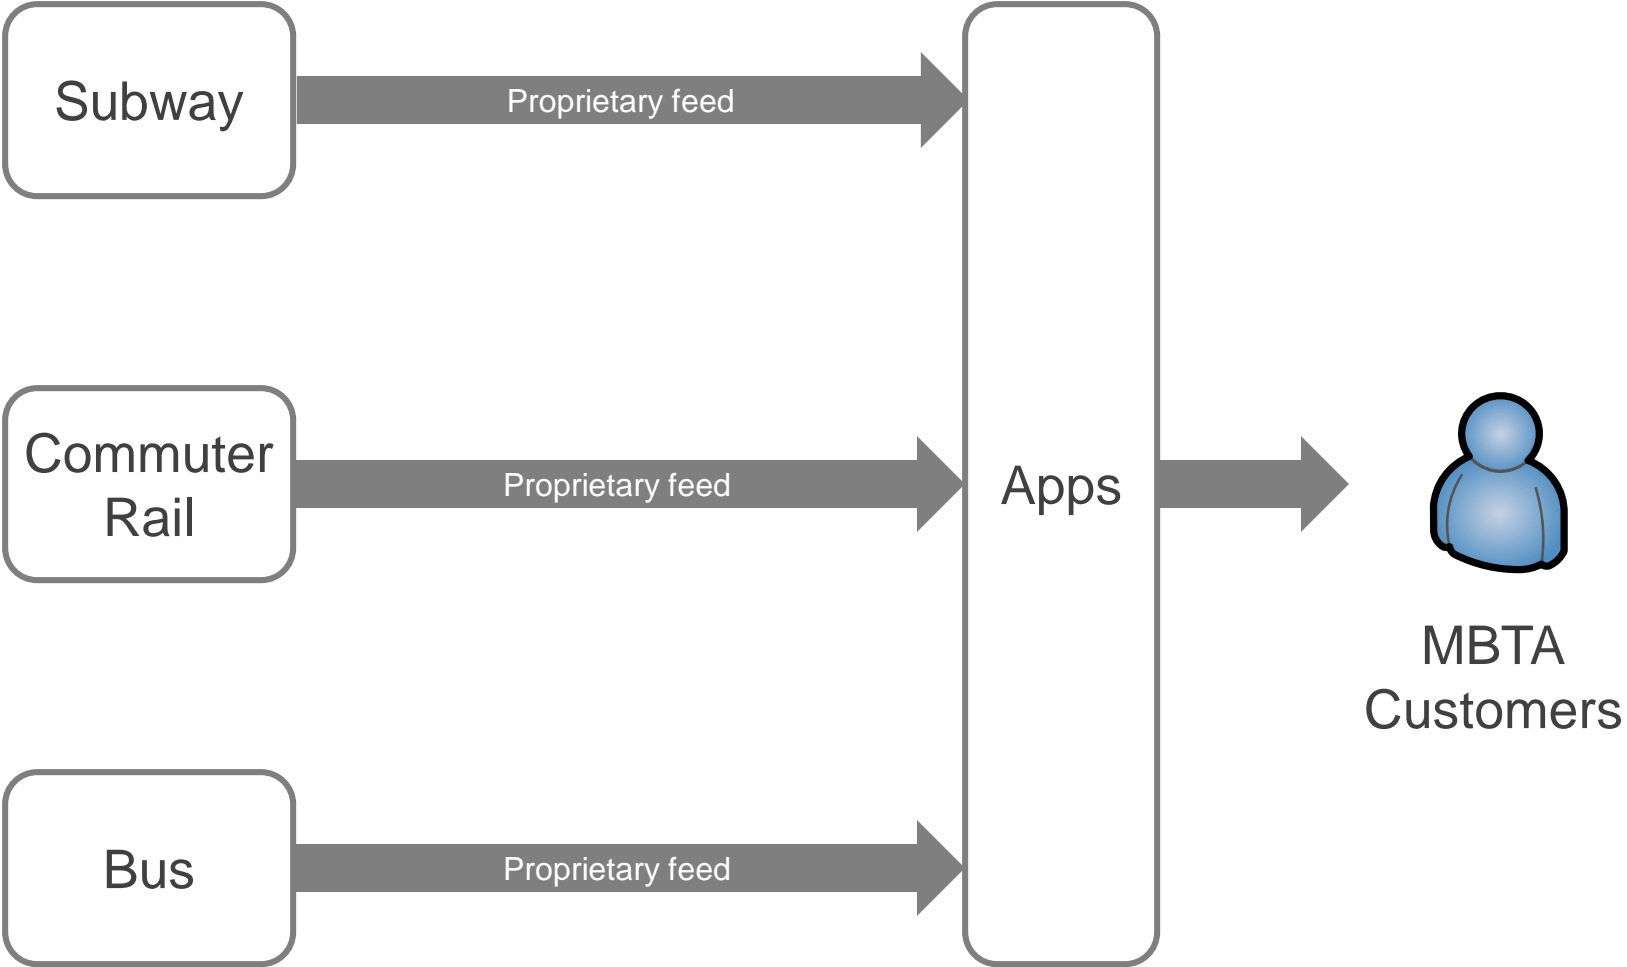 Subway
Proprietary feed
Commuter
Rail
Proprietary feed
Apps
MBTA
Customers
Bus
Proprietary feed